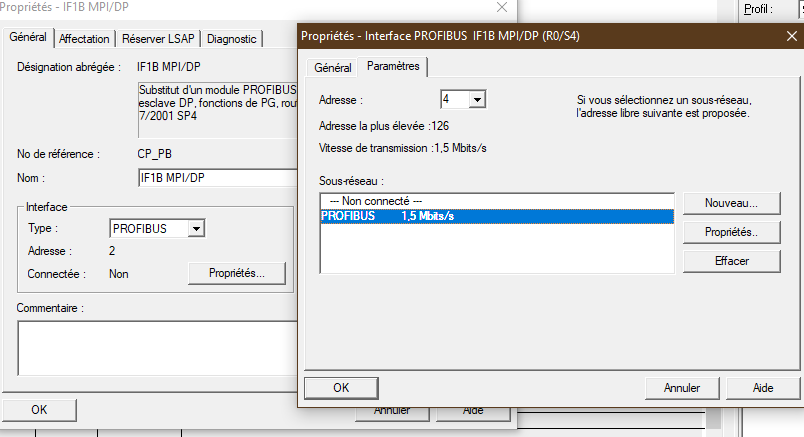 Propriétés - IF1B MPI/DP
Général
Affectation
Réserver LSAP
Diagnostic
Désignation abrégée :
IF1B MPI/DP
Substitut d'un module PROFIBUS
esclave DP, fonctions de PG, rou
7/2001 SP4
No de référence :
CP_PB
Nom :
IF1B MPI/DP
Interface
Type :
PROFIBUS
Adresse :
2
Connectée :
Non
Propriétés...
Commentaire :
OK
Annuler
Aide
Profil :
Propriétés - Interface PROFIBUS IF1B MPI/DP (R0/S4)
Général
Paramètres
Adresse :
4
Si vous sélectionnez un sous-réseau,
l'adresse libre suivante est proposée.
Adresse la plus élevée :126
Vitesse de transmission :1,5 Mbits/s
Sous-réseau :
--- Non connecté ---
PROFIBUS 1,5 Mbits/s
Nouveau...
Propriétés..
Effacer
OK
Annuler
Aide